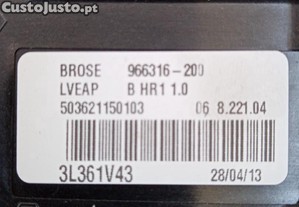 CustoJusto.pt
BROSE 966316-200
LVEAP B HR1 1.0
503621150103 06 8.221.04
3L361V43 28/04/13